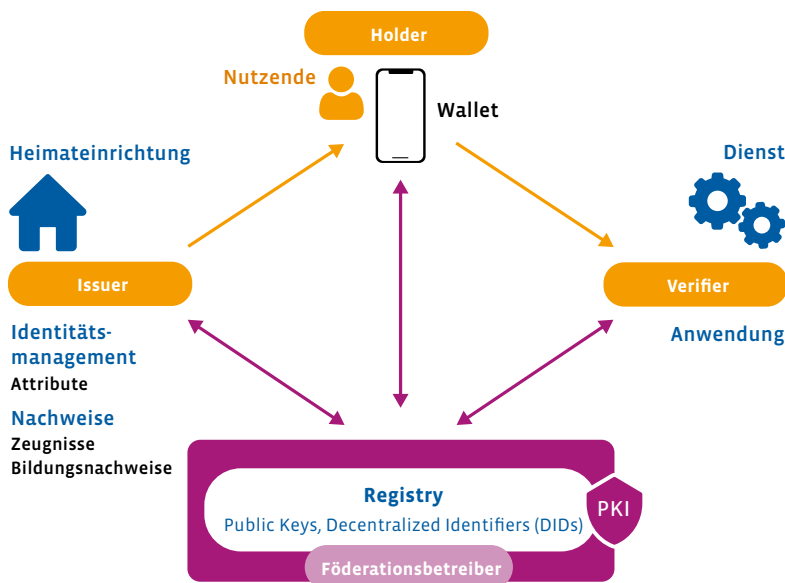 Holder
Nutzende
Wallet
Heimateinrichtung
Dienst
Issuer
Verifier
Identitäts-
management
Attribute
Anwendung
Nachweise
Zeugnisse
Bildungsnachweise
Registry
Public Keys, Decentralized Identifiers (DIDs)
PKI
Föderationsbetreiber